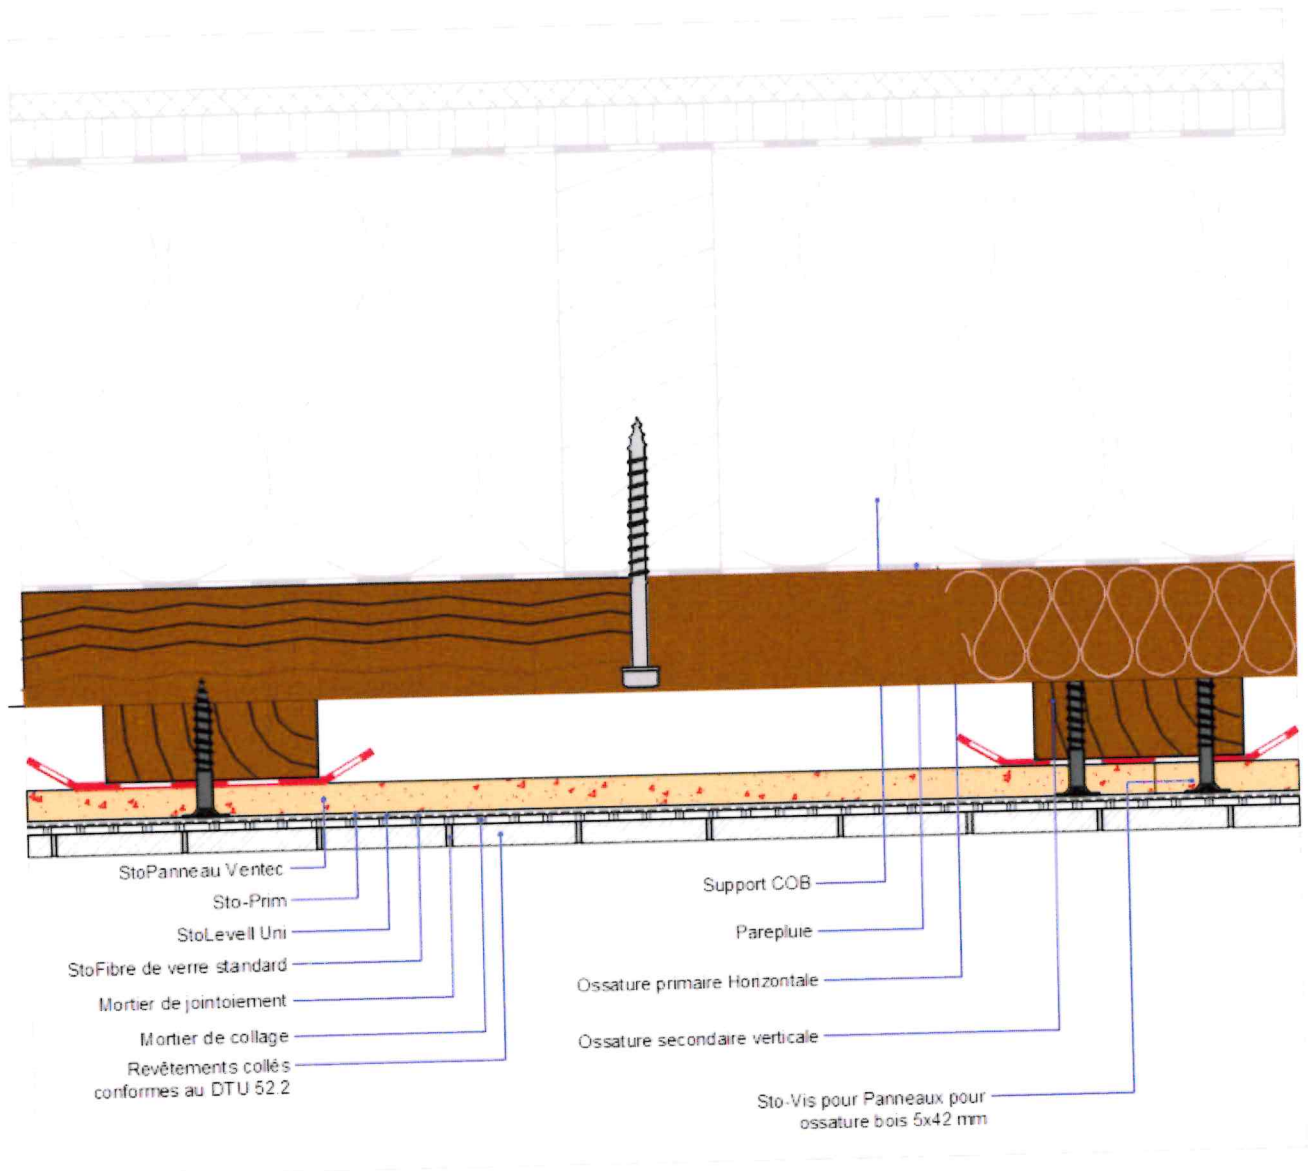 StoPanneau Ventec
Sto-Prim
StoLevell Uni
StoFibre de verre standard
Mortier de jointoiement
Mortier de collage
Revêtements collés
conformes au DTU 52.2
Support COB
Parepluie
Ossature primaire Horizontale
Ossature secondaire verticale
Sto-Vis pour Panneaux pour
ossature bois 5x42 mm